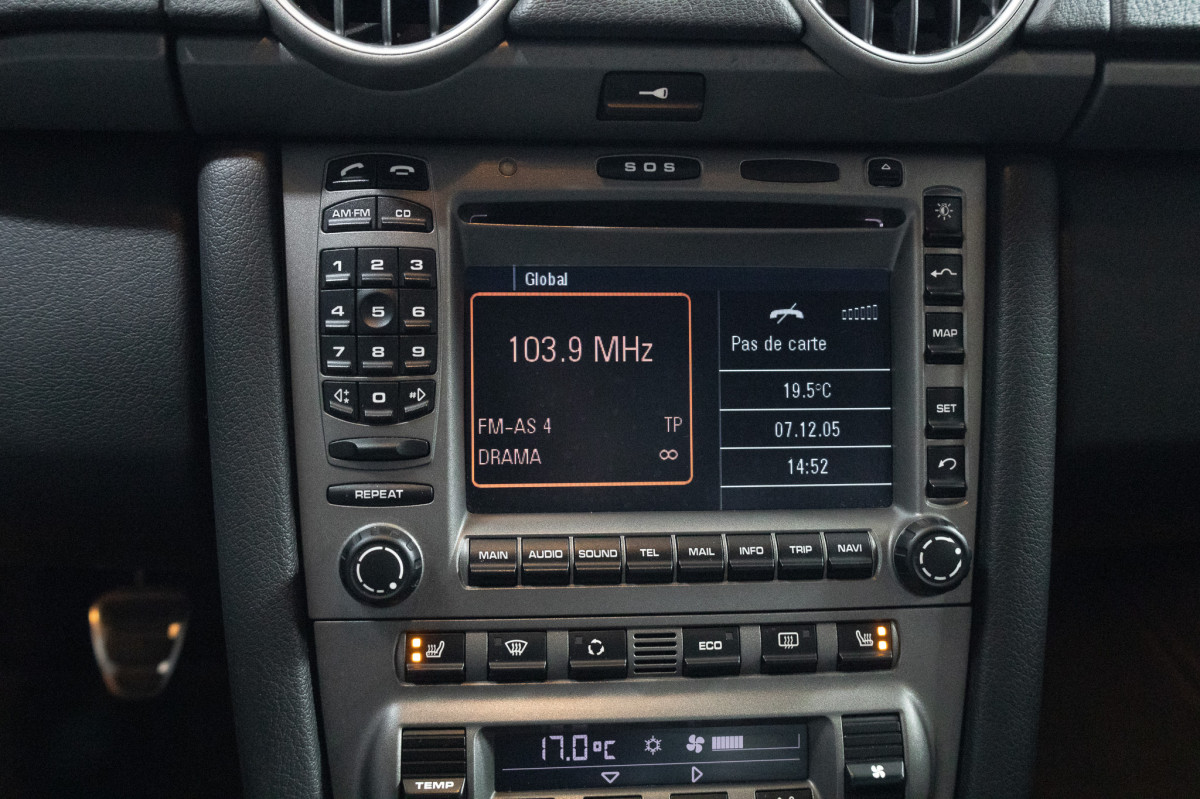 SOS
AM·FM CD
1 2 3
4 5 6
7 8 9
* 0 #
REPEAT
Global
103.9 MHz
FM-AS 4 TP
DRAMA ∞
Pas de carte
19.5°C
07.12.05
14:52
MAP
SET
MAIN AUDIO SOUND TEL MAIL INFO TRIP NAVI
ECO
17.0°C
TEMP